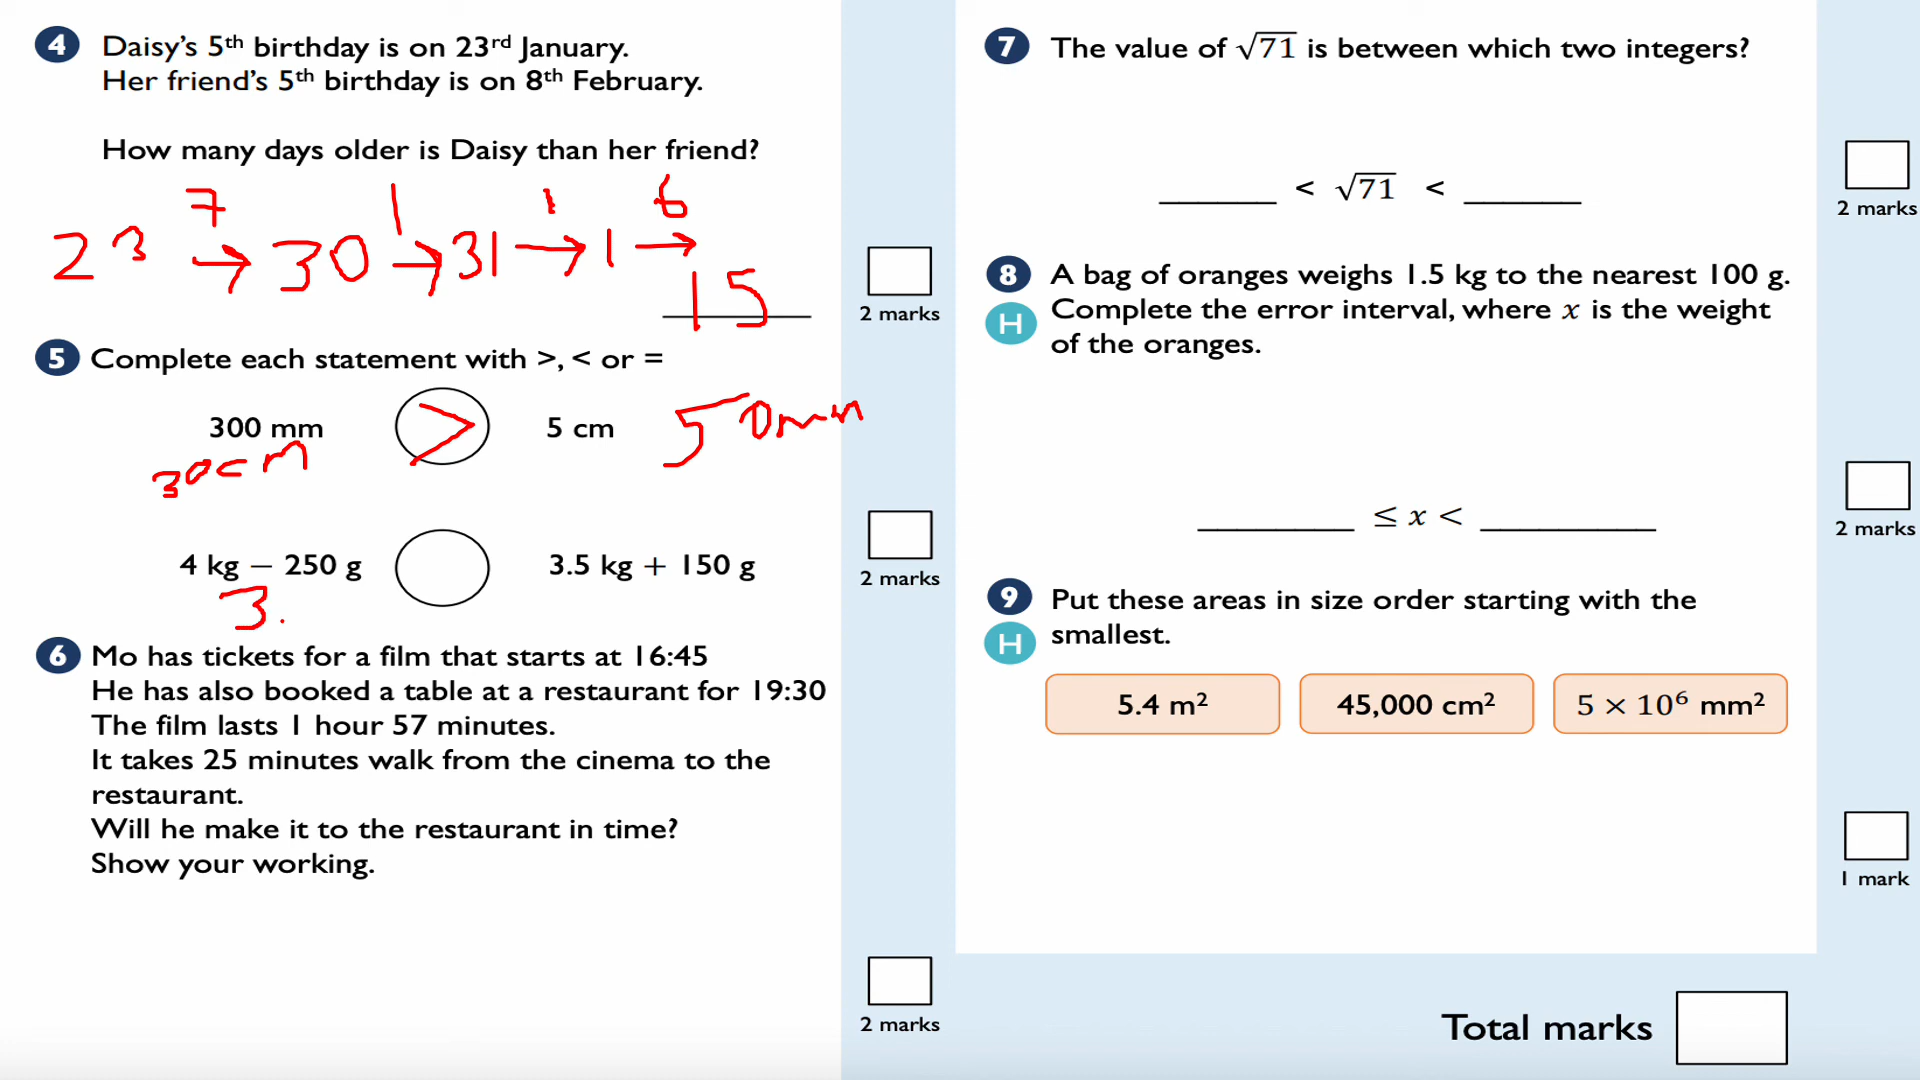 4 Daisy's 5th birthday is on 23rd January.
Her friend's 5th birthday is on 8th February.
How many days older is Daisy than her friend?
7 1 1 6
23 → 30 → 31 → 1 →
15
2 marks
5 Complete each statement with >, < or =
300 mm > 5 cm 50mm
30cm
4 kg − 250 g 3.5 kg + 150 g
3.
2 marks
6 Mo has tickets for a film that starts at 16:45
He has also booked a table at a restaurant for 19:30
The film lasts 1 hour 57 minutes.
It takes 25 minutes walk from the cinema to the
restaurant.
Will he make it to the restaurant in time?
Show your working.
2 marks
7 The value of √71 is between which two integers?
______ < √71 < ______
2 marks
8 A bag of oranges weighs 1.5 kg to the nearest 100 g.
H Complete the error interval, where x is the weight
of the oranges.
________ ≤ x < ________
2 marks
9 Put these areas in size order starting with the
H smallest.
5.4 m² 45,000 cm² 5 × 10⁶ mm²
1 mark
Total marks